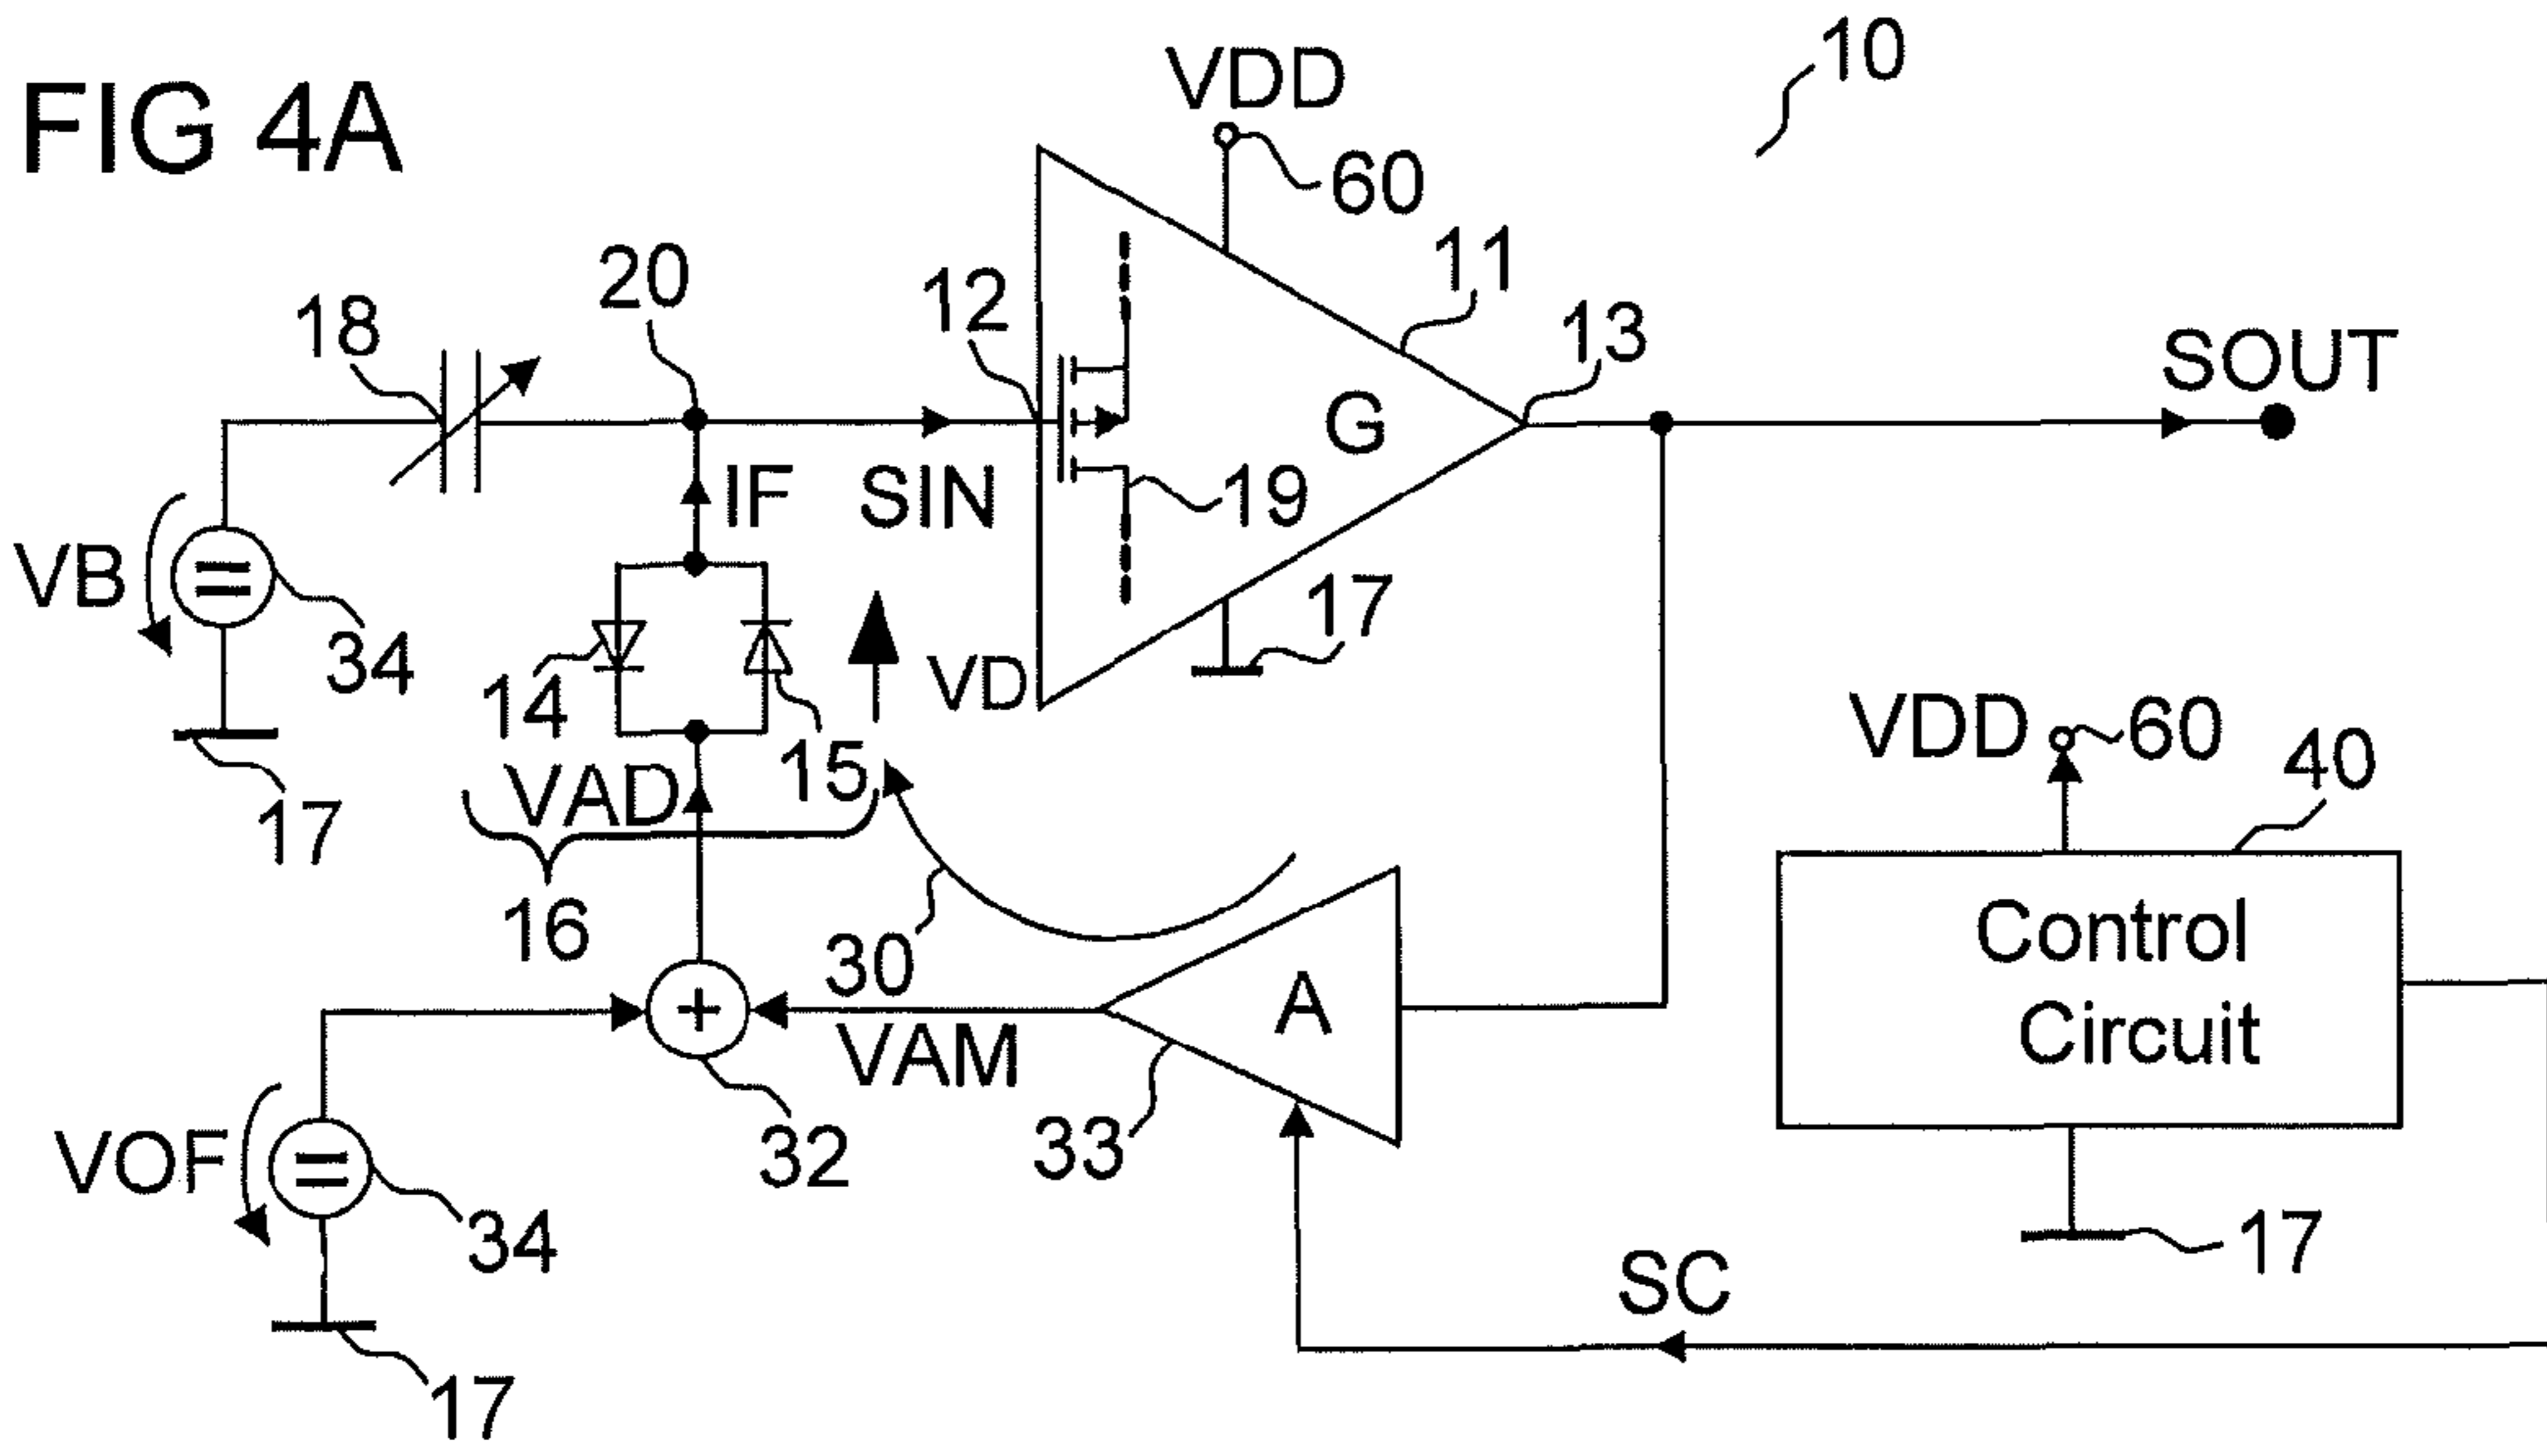 FIG 4A
VDD
10
60
11
20
12
13
18
SOUT
G
IF
SIN
19
VB
34
17
14
VD
15
VDD
60
40
VAD
17
16
30
Control
Circuit
A
+
VAM
VOF
32
33
34
17
SC
17